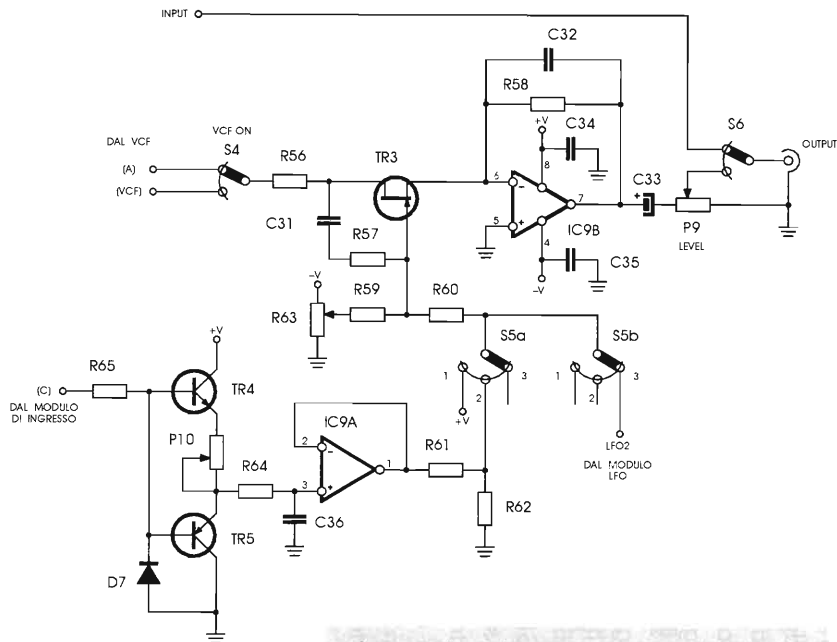 INPUT
C32
R58
DAL VCF
VCF ON
S4
+V
C34
S6
OUTPUT
(A)
R56
TR3
8
C33
(VCF)
6
−
7
+
C31
R57
5
+
IC9B
P9
LEVEL
4
C35
−V
−V
R63
R59
R60
S5a
S5b
+V
R65
1
3
1
3
(C)
TR4
2
2
DAL MODULO
DI INGRESSO
IC9A
+V
P10
2
−
LFO2
R64
1
R61
DAL MODULO
LFO
3
+
C36
R62
TR5
D7